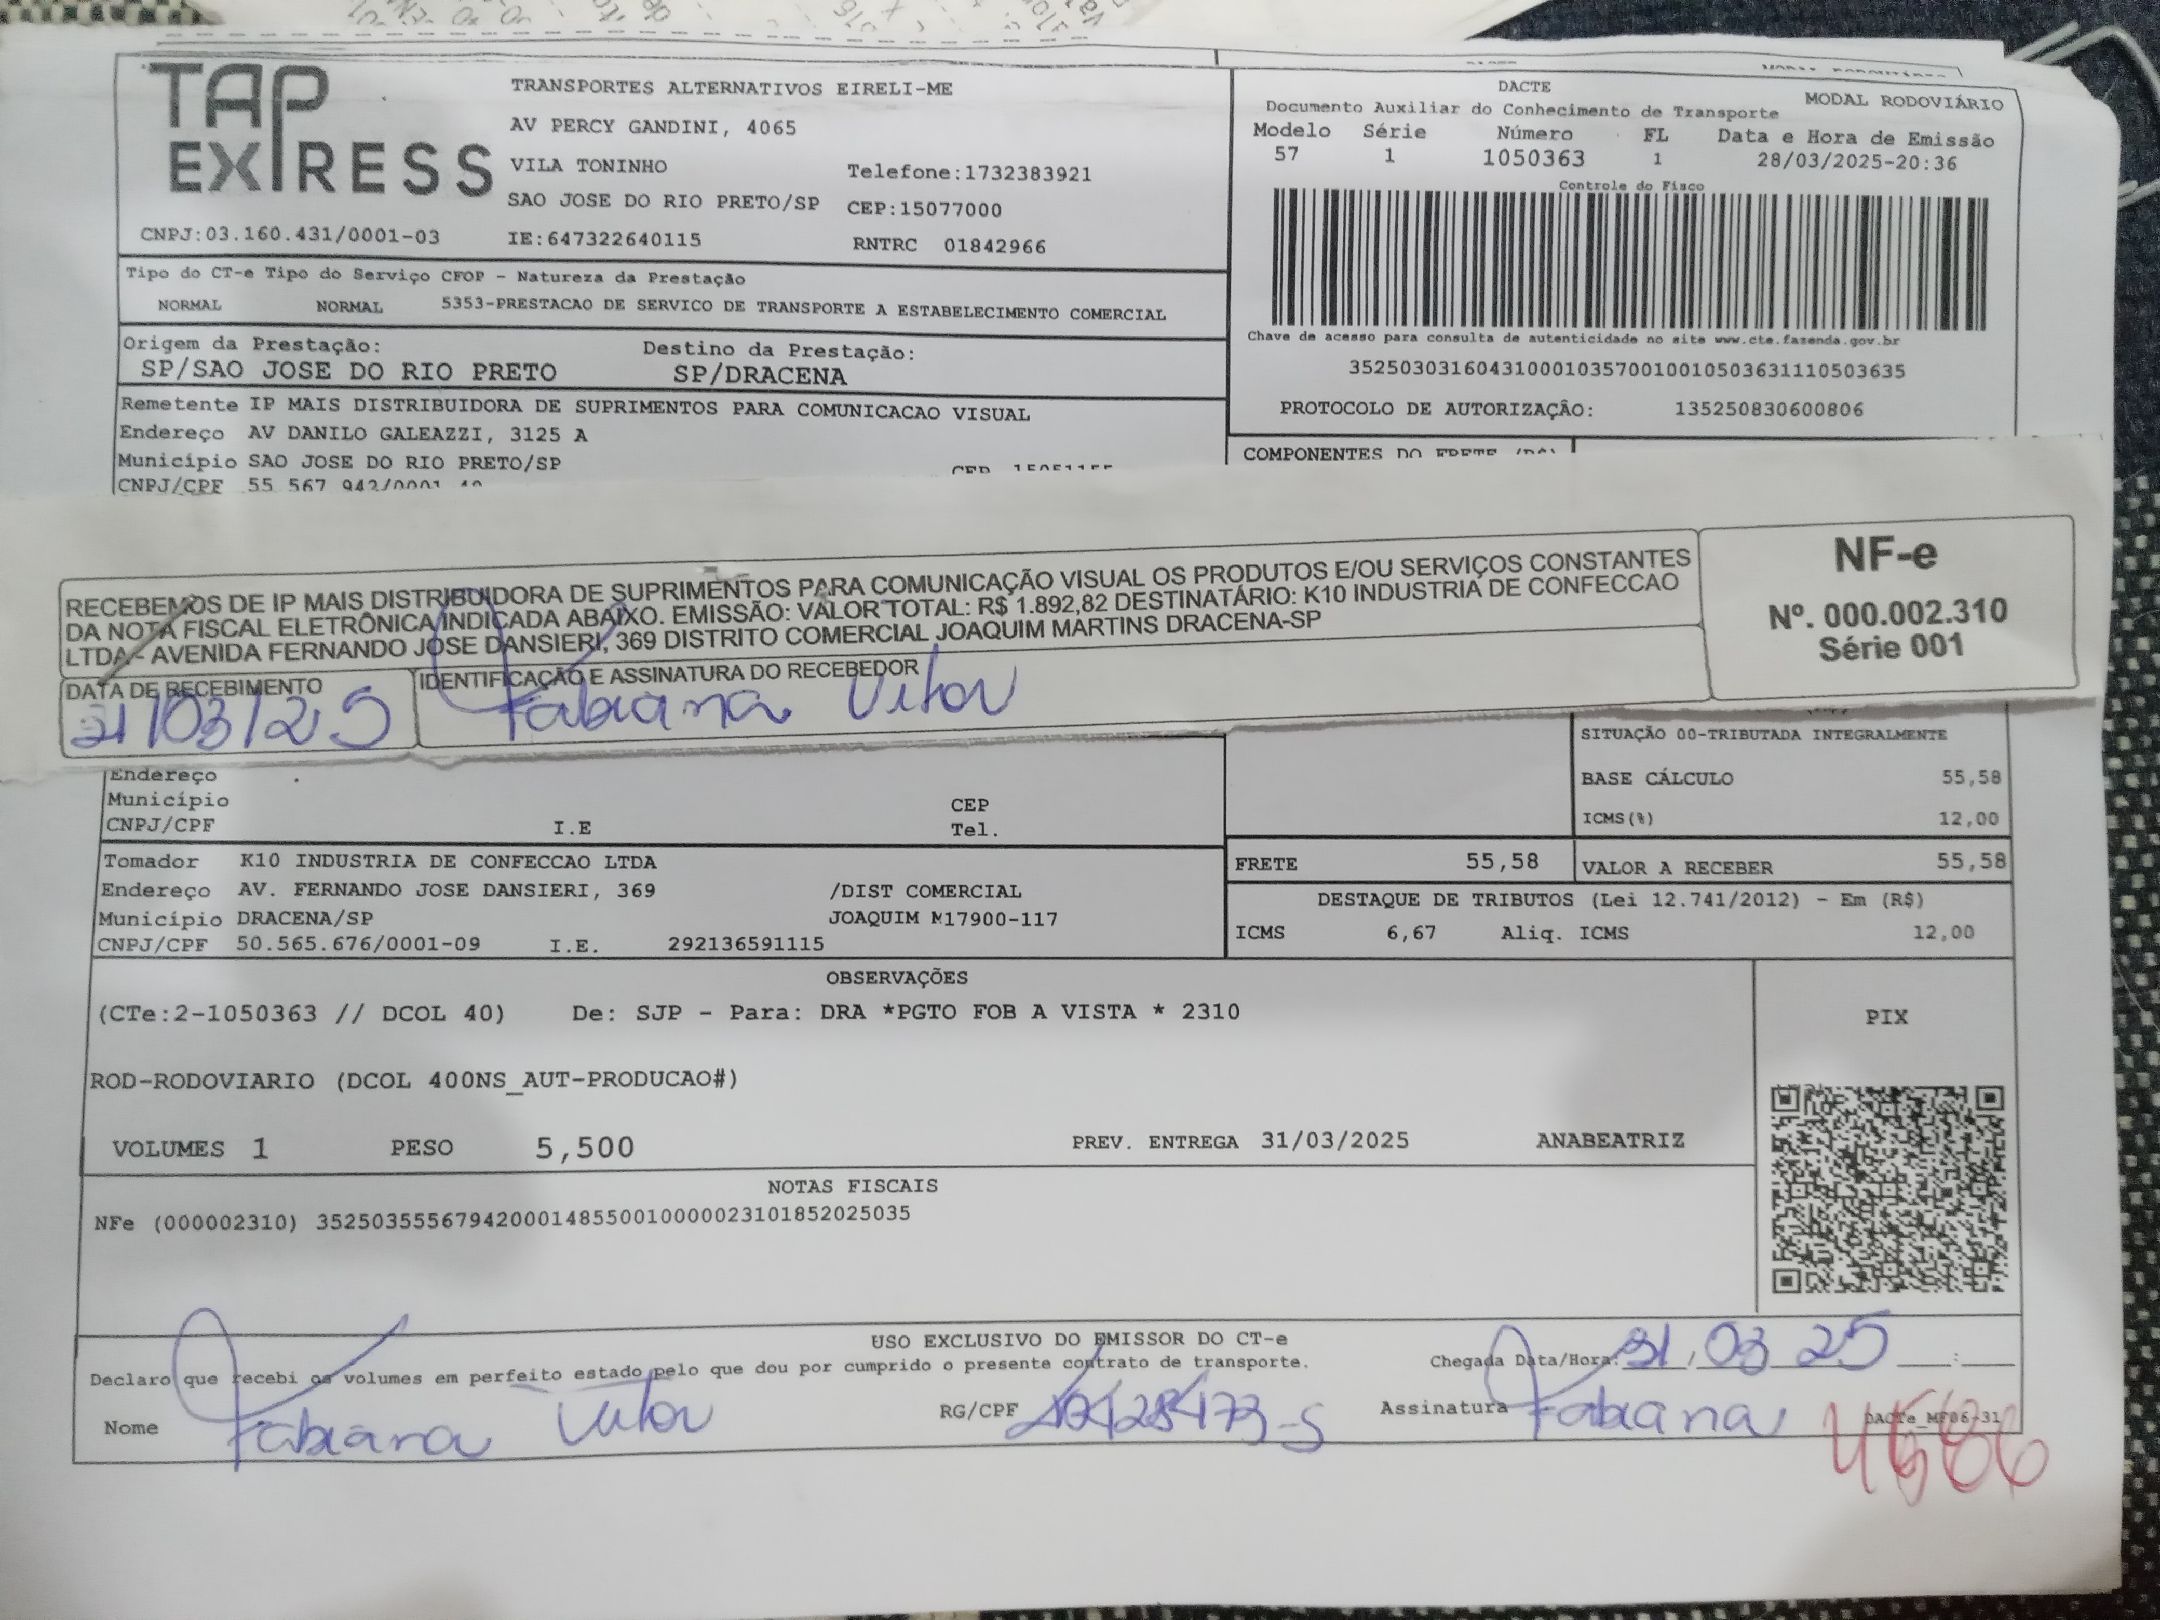 TAP EXPRESS
TRANSPORTES ALTERNATIVOS EIRELI-ME
AV PERCY GANDINI, 4065
VILA TONINHO Telefone:1732383921
SAO JOSE DO RIO PRETO/SP CEP:15077000
CNPJ:03.160.431/0001-03 IE:647322640115 RNTRC 01842966
DACTE MODAL RODOVIÁRIO
Documento Auxiliar do Conhecimento de Transporte
Modelo Série Número FL Data e Hora de Emissão
57 1 1050363 1 28/03/2025-20:36
Controle do Fisco
Chave de acesso para consulta de autenticidade no site www.cte.fazenda.gov.br
35250303160431000103570010010503631110503635
PROTOCOLO DE AUTORIZAÇÃO: 135250830600806
Tipo do CT-e Tipo do Serviço CFOP - Natureza da Prestação
NORMAL NORMAL 5353-PRESTACAO DE SERVICO DE TRANSPORTE A ESTABELECIMENTO COMERCIAL
Origem da Prestação: Destino da Prestação:
SP/SAO JOSE DO RIO PRETO SP/DRACENA
Remetente IP MAIS DISTRIBUIDORA DE SUPRIMENTOS PARA COMUNICACAO VISUAL
Endereço AV DANILO GALEAZZI, 3125 A
Município SAO JOSE DO RIO PRETO/SP CEP
CNPJ/CPF 55 567 942/0001
COMPONENTES DO FRETE
RECEBEMOS DE IP MAIS DISTRIBUIDORA DE SUPRIMENTOS PARA COMUNICAÇÃO VISUAL OS PRODUTOS E/OU SERVIÇOS CONSTANTES
DA NOTA FISCAL ELETRÔNICA INDICADA ABAIXO. EMISSÃO: VALOR TOTAL: R$ 1.892,82 DESTINATÁRIO: K10 INDUSTRIA DE CONFECCAO
LTDA - AVENIDA FERNANDO JOSE DANSIERI, 369 DISTRITO COMERCIAL JOAQUIM MARTINS DRACENA-SP
DATA DE RECEBIMENTO IDENTIFICAÇÃO E ASSINATURA DO RECEBEDOR
31/03/25 Fabiana Vitor
NF-e
Nº. 000.002.310
Série 001
Endereço
Município CEP
CNPJ/CPF I.E Tel.
SITUAÇÃO 00-TRIBUTADA INTEGRALMENTE
BASE CÁLCULO 55,58
ICMS(%) 12,00
FRETE 55,58 VALOR A RECEBER 55,58
DESTAQUE DE TRIBUTOS (Lei 12.741/2012) - Em (R$)
ICMS 6,67 Aliq. ICMS 12,00
Tomador K10 INDUSTRIA DE CONFECCAO LTDA
Endereço AV. FERNANDO JOSE DANSIERI, 369 /DIST COMERCIAL
Município DRACENA/SP JOAQUIM M17900-117
CNPJ/CPF 50.565.676/0001-09 I.E. 292136591115
OBSERVAÇÕES
(CTe:2-1050363 // DCOL 40) De: SJP - Para: DRA *PGTO FOB A VISTA * 2310
PIX
ROD-RODOVIARIO (DCOL 400NS_AUT-PRODUCAO#)
VOLUMES 1 PESO 5,500 PREV. ENTREGA 31/03/2025 ANABEATRIZ
NOTAS FISCAIS
NFe (000002310) 35250355567942000148550010000023101852025035
USO EXCLUSIVO DO EMISSOR DO CT-e
Declaro que recebi os volumes em perfeito estado pelo que dou por cumprido o presente contrato de transporte.
Chegada Data/Hora: 31, 03 25 :
Nome Fabiana Vitor RG/CPF Assinatura Fabiana
DACTe_MF06-31